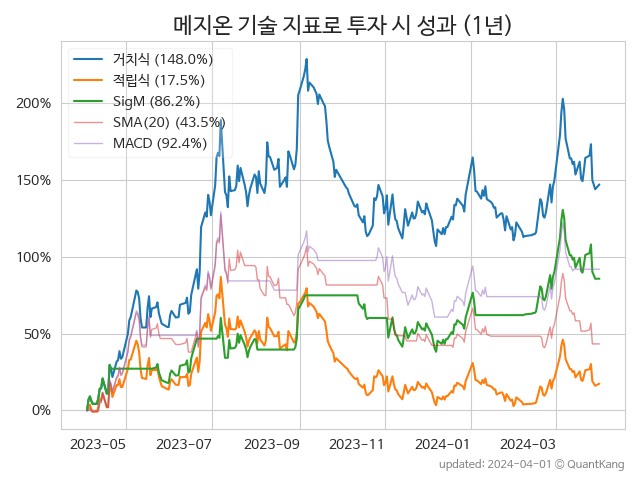 메지온 기술 지표로 투자 시 성과 (1년)
거치식 (148.0%)
적립식 (17.5%)
SigM (86.2%)
SMA(20) (43.5%)
MACD (92.4%)
200%
150%
100%
50%
0%
2023-05 2023-07 2023-09 2023-11 2024-01 2024-03
updated: 2024-04-01 © QuantKang